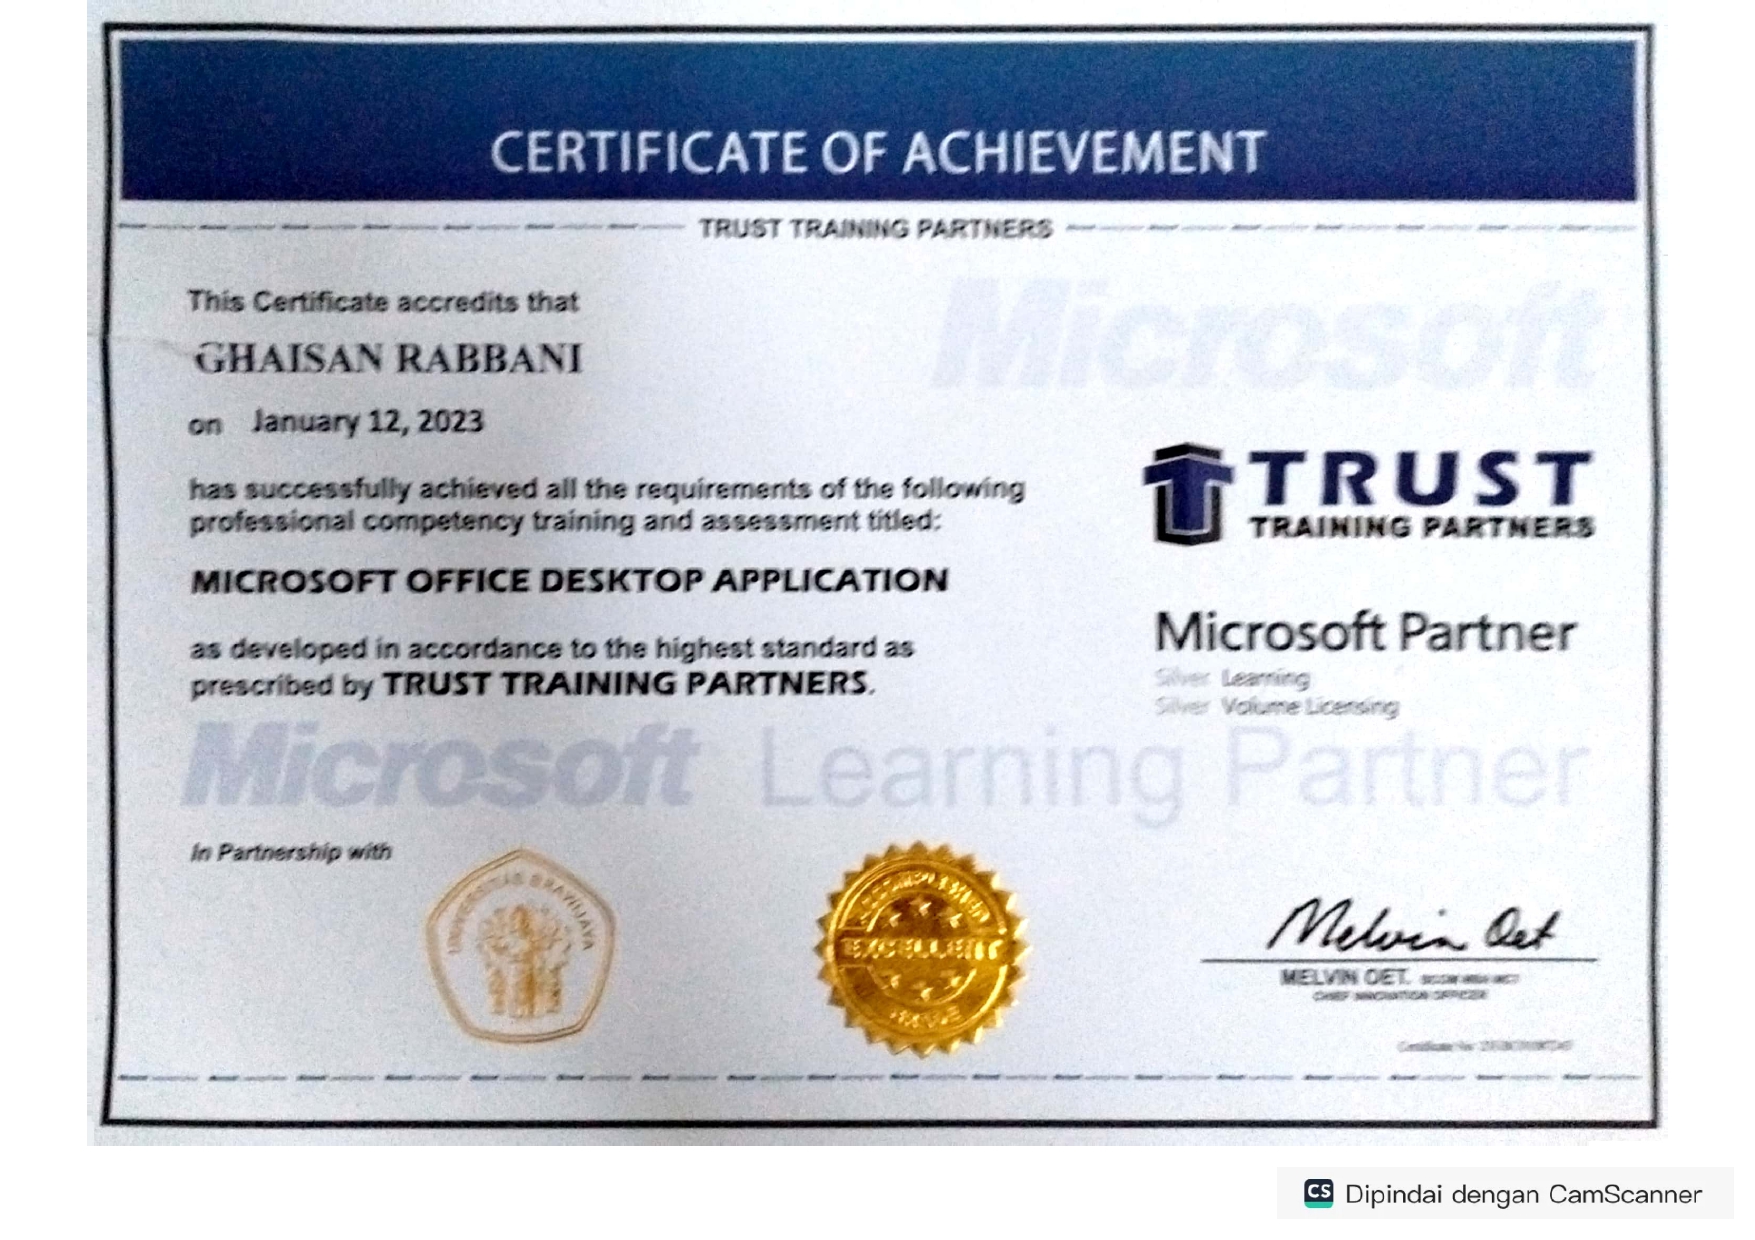 CERTIFICATE OF ACHIEVEMENT
TRUST TRAINING PARTNERS
This Certificate accredits that
Microsoft
GHAISAN RABBANI
on January 12, 2023
has successfully achieved all the requirements of the following
professional competency training and assessment titled:
TRUST
TRAINING PARTNERS
MICROSOFT OFFICE DESKTOP APPLICATION
as developed in accordance to the highest standard as
prescribed by TRUST TRAINING PARTNERS.
Microsoft Partner
Silver Learning
Silver Volume Licensing
Microsoft Learning Partner
In Partnership with
UNIVERSITAS BRAWIJAYA
EXCELLENT
Melvin Oet
MELVIN OET.
CHIEF INNOVATION OFFICER
Certificate No
CS Dipindai dengan CamScanner